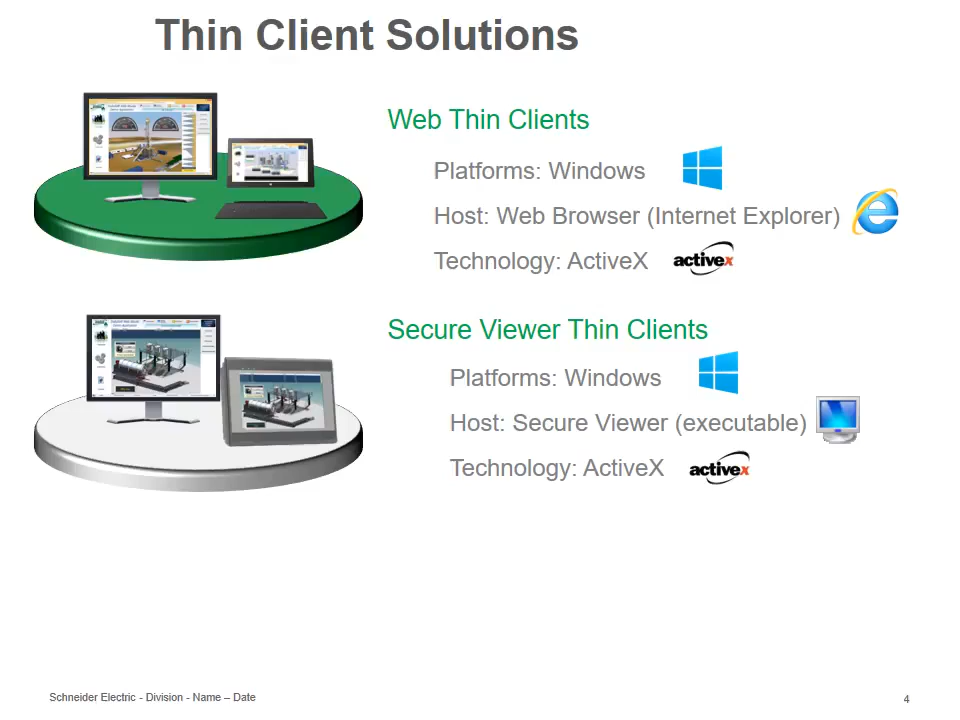 Thin Client Solutions
Web Thin Clients
Platforms: Windows
Host: Web Browser (Internet Explorer)
Technology: ActiveX
activex
Secure Viewer Thin Clients
Platforms: Windows
Host: Secure Viewer (executable)
Technology: ActiveX
activex
Schneider Electric - Division - Name – Date
4